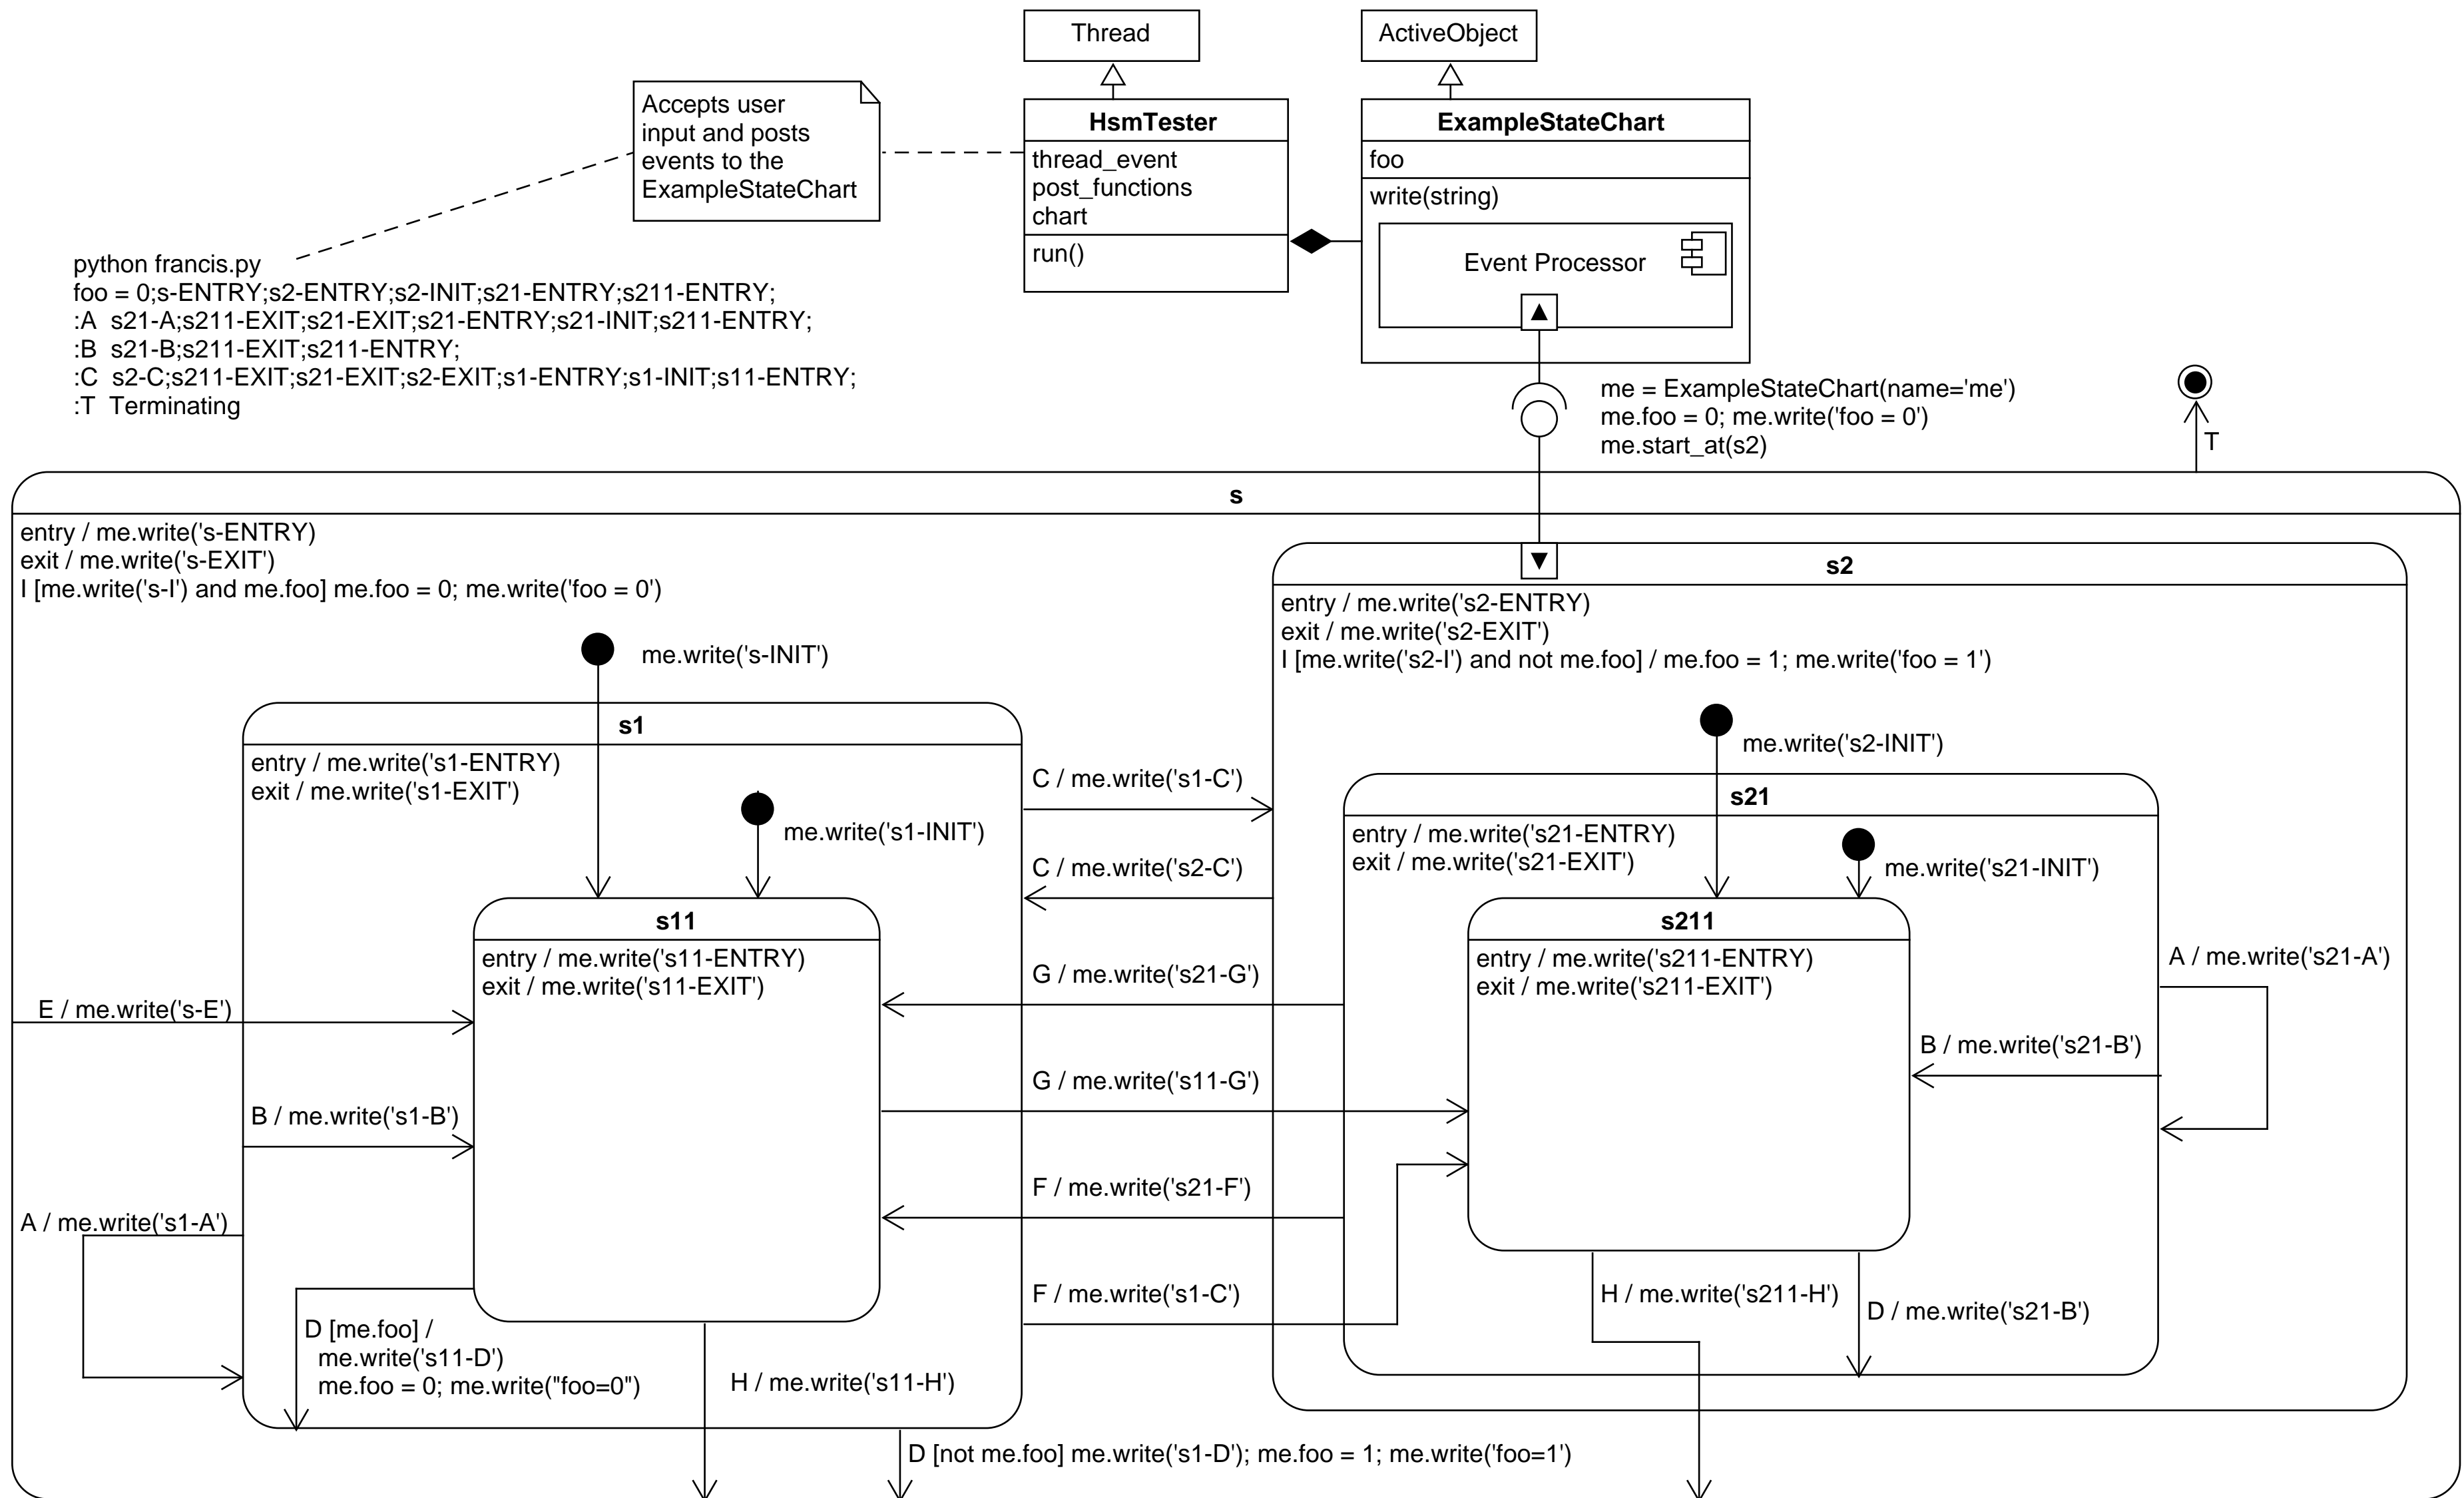 Thread
ActiveObject
Accepts user
input and posts
events to the
ExampleStateChart
HsmTester
thread_event
post_functions
chart
run()
ExampleStateChart
foo
write(string)
Event Processor
python francis.py
foo = 0;s-ENTRY;s2-ENTRY;s2-INIT;s21-ENTRY;s211-ENTRY;
:A  s21-A;s211-EXIT;s21-EXIT;s21-ENTRY;s21-INIT;s211-ENTRY;
:B  s21-B;s211-EXIT;s211-ENTRY;
:C  s2-C;s211-EXIT;s21-EXIT;s2-EXIT;s1-ENTRY;s1-INIT;s11-ENTRY;
:T  Terminating
me = ExampleStateChart(name='me')
me.foo = 0; me.write('foo = 0')
me.start_at(s2)
T
s
entry / me.write('s-ENTRY)
exit / me.write('s-EXIT')
I [me.write('s-I') and me.foo] me.foo = 0; me.write('foo = 0')
me.write('s-INIT')
s2
entry / me.write('s2-ENTRY)
exit / me.write('s2-EXIT')
I [me.write('s2-I') and not me.foo] / me.foo = 1; me.write('foo = 1')
me.write('s2-INIT')
s1
entry / me.write('s1-ENTRY)
exit / me.write('s1-EXIT')
me.write('s1-INIT')
C / me.write('s1-C')
C / me.write('s2-C')
s21
entry / me.write('s21-ENTRY)
exit / me.write('s21-EXIT')
me.write('s21-INIT')
s11
entry / me.write('s11-ENTRY)
exit / me.write('s11-EXIT')
s211
entry / me.write('s211-ENTRY)
exit / me.write('s211-EXIT')
A / me.write('s21-A')
G / me.write('s21-G')
E / me.write('s-E')
B / me.write('s21-B')
G / me.write('s11-G')
B / me.write('s1-B')
F / me.write('s21-F')
A / me.write('s1-A')
F / me.write('s1-C')
H / me.write('s211-H')
D / me.write('s21-B')
D [me.foo] /
me.write('s11-D')
me.foo = 0; me.write("foo=0")
H / me.write('s11-H')
D [not me.foo] me.write('s1-D'); me.foo = 1; me.write('foo=1')